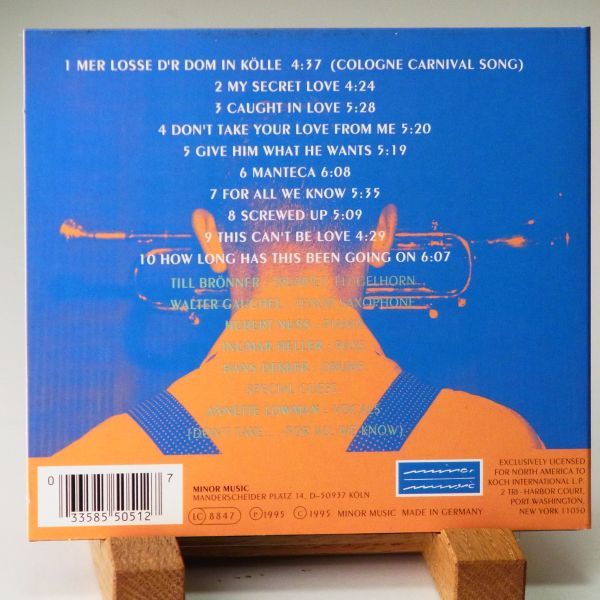 1 MER LOSSE D'R DOM IN KÖLLE 4:37 (COLOGNE CARNIVAL SONG)
2 MY SECRET LOVE 4:24
3 CAUGHT IN LOVE 5:28
4 DON'T TAKE YOUR LOVE FROM ME 5:20
5 GIVE HIM WHAT HE WANTS 5:19
6 MANTECA 6:08
7 FOR ALL WE KNOW 5:35
8 SCREWED UP 5:09
9 THIS CAN'T BE LOVE 4:29
10 HOW LONG HAS THIS BEEN GOING ON 6:07
TILL BRÖNNER - TRUMPET, FLÜGELHORN
WALTER GAUCHEL - TENOR SAXOPHONE
HUBERT NUSS - PIANO
INGMAR HELLER - BASS
HANS DEKKER - DRUMS
SPECIAL GUEST
ANNETTE LOWMAN - VOCALS
(DON'T TAKE... FOR ALL WE KNOW)
0 33585 50512 7
MINOR MUSIC
MANDERSCHEIDER PLATZ 14, D–50937 KÖLN
LC 8847 P 1995 C 1995 MINOR MUSIC MADE IN GERMANY
minor
music
EXCLUSIVELY LICENSED
FOR NORTH AMERICA TO
KOCH INTERNATIONAL L.P
2 TRI-HARBOR COURT,
PORT WASHINGTON,
NEW YORK 11050